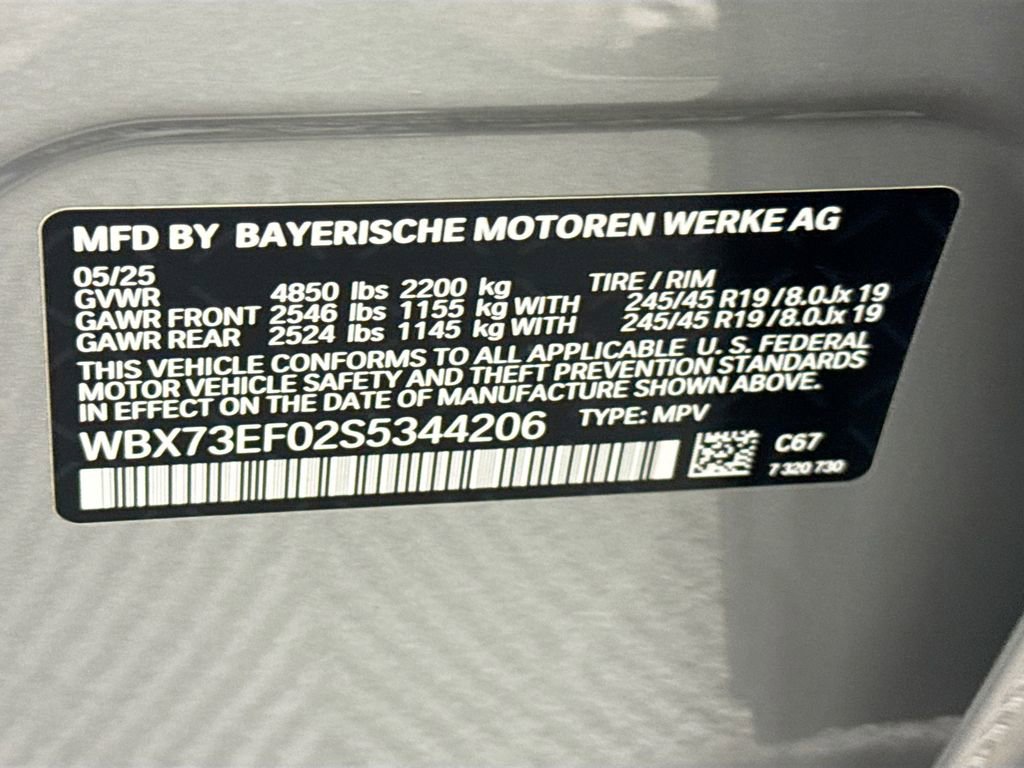 MFD BY BAYERISCHE MOTOREN WERKE AG
05/25 TIRE / RIM
GVWR 4850 lbs 2200 kg
GAWR FRONT 2546 lbs 1155 kg WITH 245/45 R19 /8.0Jx 19
GAWR REAR 2524 lbs 1145 kg WITH 245/45 R19 /8.0Jx 19
THIS VEHICLE CONFORMS TO ALL APPLICABLE U. S. FEDERAL
MOTOR VEHICLE SAFETY AND THEFT PREVENTION STANDARDS
IN EFFECT ON THE DATE OF MANUFACTURE SHOWN ABOVE.
WBX73EF02S5344206 TYPE: MPV
C67
7 320 730